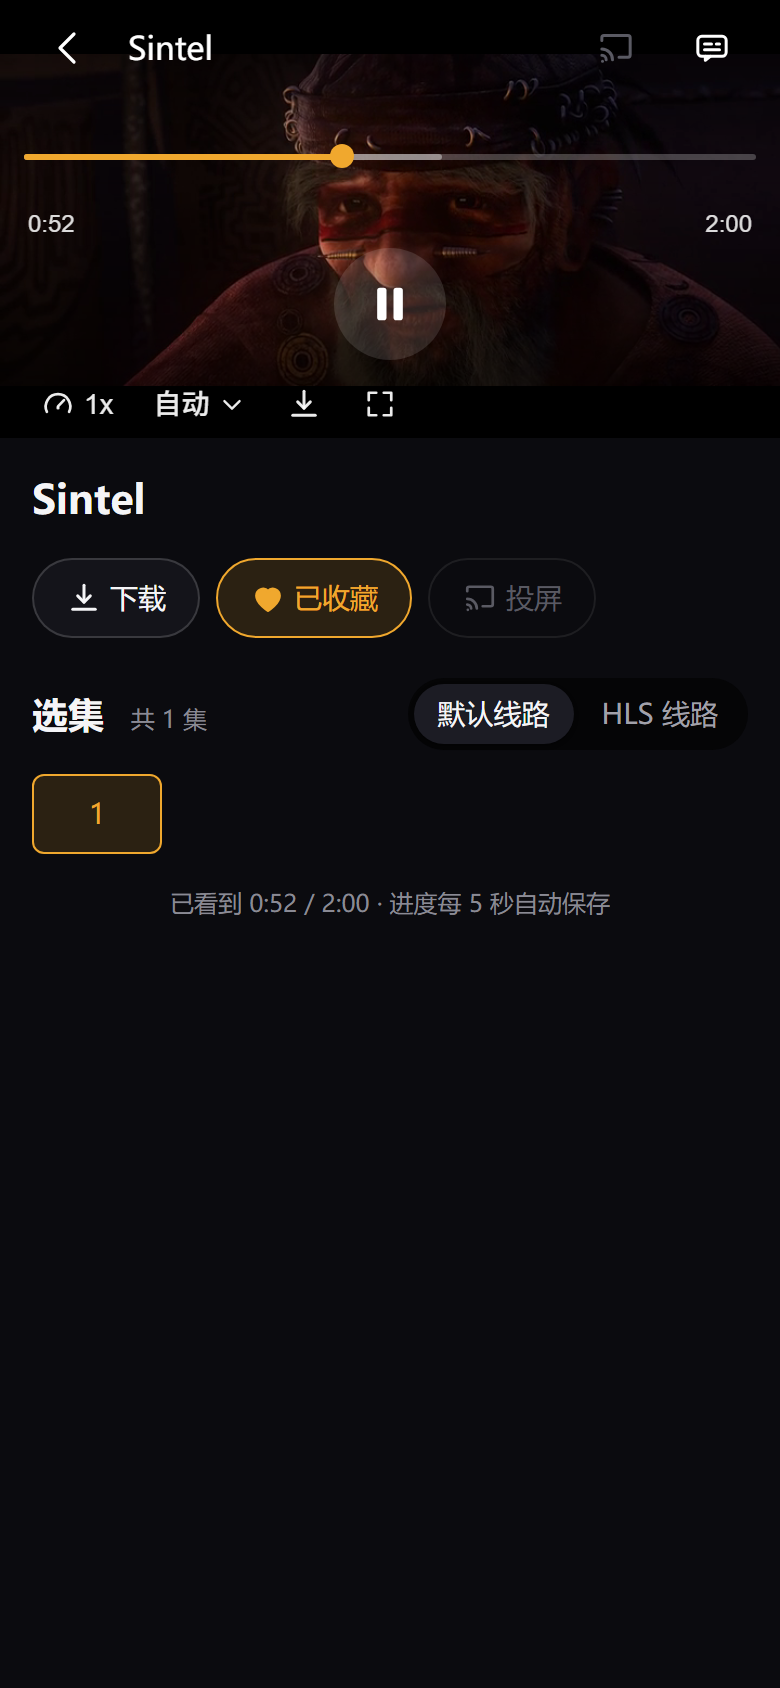 Sintel
0:52 2:00
1x 自动
Sintel
下载 已收藏 投屏
选集 共 1 集 默认线路 HLS 线路
1
已看到 0:52 / 2:00 · 进度每 5 秒自动保存